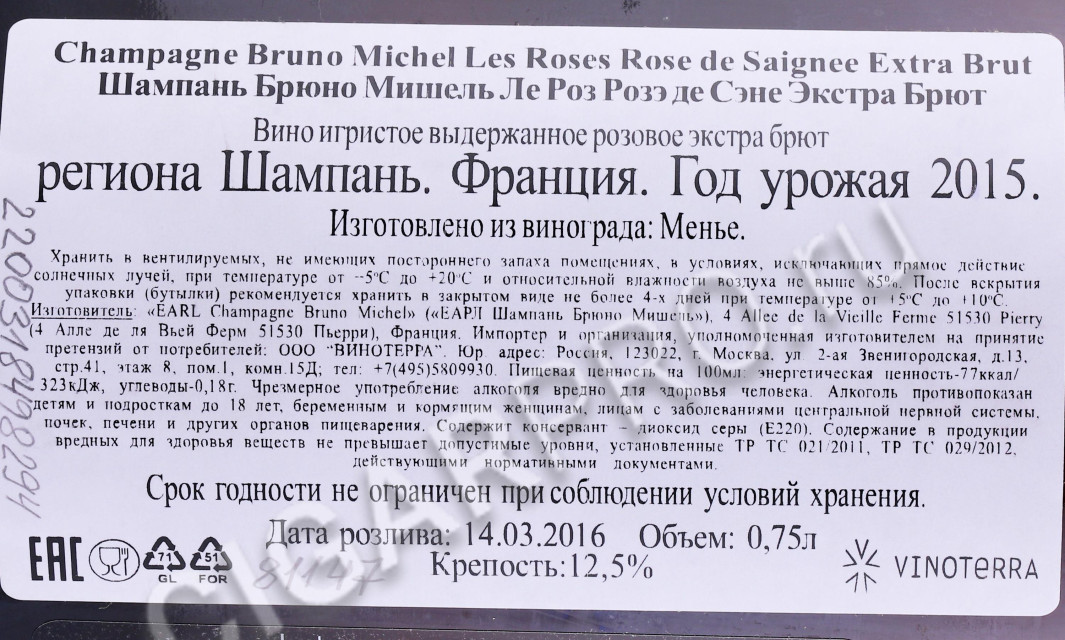 Champagne Bruno Michel Les Roses Rose de Saignee Extra Brut
Шампань Брюно Мишель Ле Роз Розэ де Сэне Экстра Брют
Вино игристое выдержанное розовое экстра брют
региона Шампань. Франция. Год урожая 2015.
Изготовлено из винограда: Менье.
Хранить в вентилируемых, не имеющих постороннего запаха помещениях, в условиях, исключающих прямое действие
солнечных лучей, при температуре от +5°С до +20°С и относительной влажности воздуха не выше 85%. После вскрытия
упаковки (бутылки) рекомендуется хранить в закрытом виде не более 4-х дней при температуре от +5°С до +10°С.
Изготовитель: «EARL Champagne Bruno Michel» («ЕАРЛ Шампань Брюно Мишель»), 4 Allee de la Vieille Ferme 51530 Pierry
(4 Алле де ля Вьей Ферм 51530 Пьерри), Франция. Импортер и организация, уполномоченная изготовителем на принятие
претензий от потребителей: ООО "ВИНОТЕРРА". Юр адрес: Россия, 123022, г. Москва. ул 2-ая Звенигородская, д.13,
стр.41, этаж 8, пом.1, комн.15Д; тел: +7(495)5809930. Пищевая ценность на 100мл: энергетическая ценность-77ккал/
323кДж, углеводы-0,18г. Чрезмерное употребление алкоголя вредно для здоровья человека. Алкоголь противопоказан
детям и подросткам до 18 лет, беременным и кормящим женщинам, лицам с заболеваниями центральной нервной системы,
почек, печени и других органов пищеварения. Содержит консервант – диоксид серы (Е220). Содержание в продукции
вредных для здоровья веществ не превышает допустимые уровни, установленные ТР ТС 021/2011, ТР ТС 029/2012,
действующими нормативными документами.
Срок годности не ограничен при соблюдении условий хранения.
Дата розлива: 14.03.2016 Объем: 0,75л
Крепость:12,5%
EAC
71
GL
51
FOR
81147
VINOTERRA
2200318498294
CIGARPRO.ru